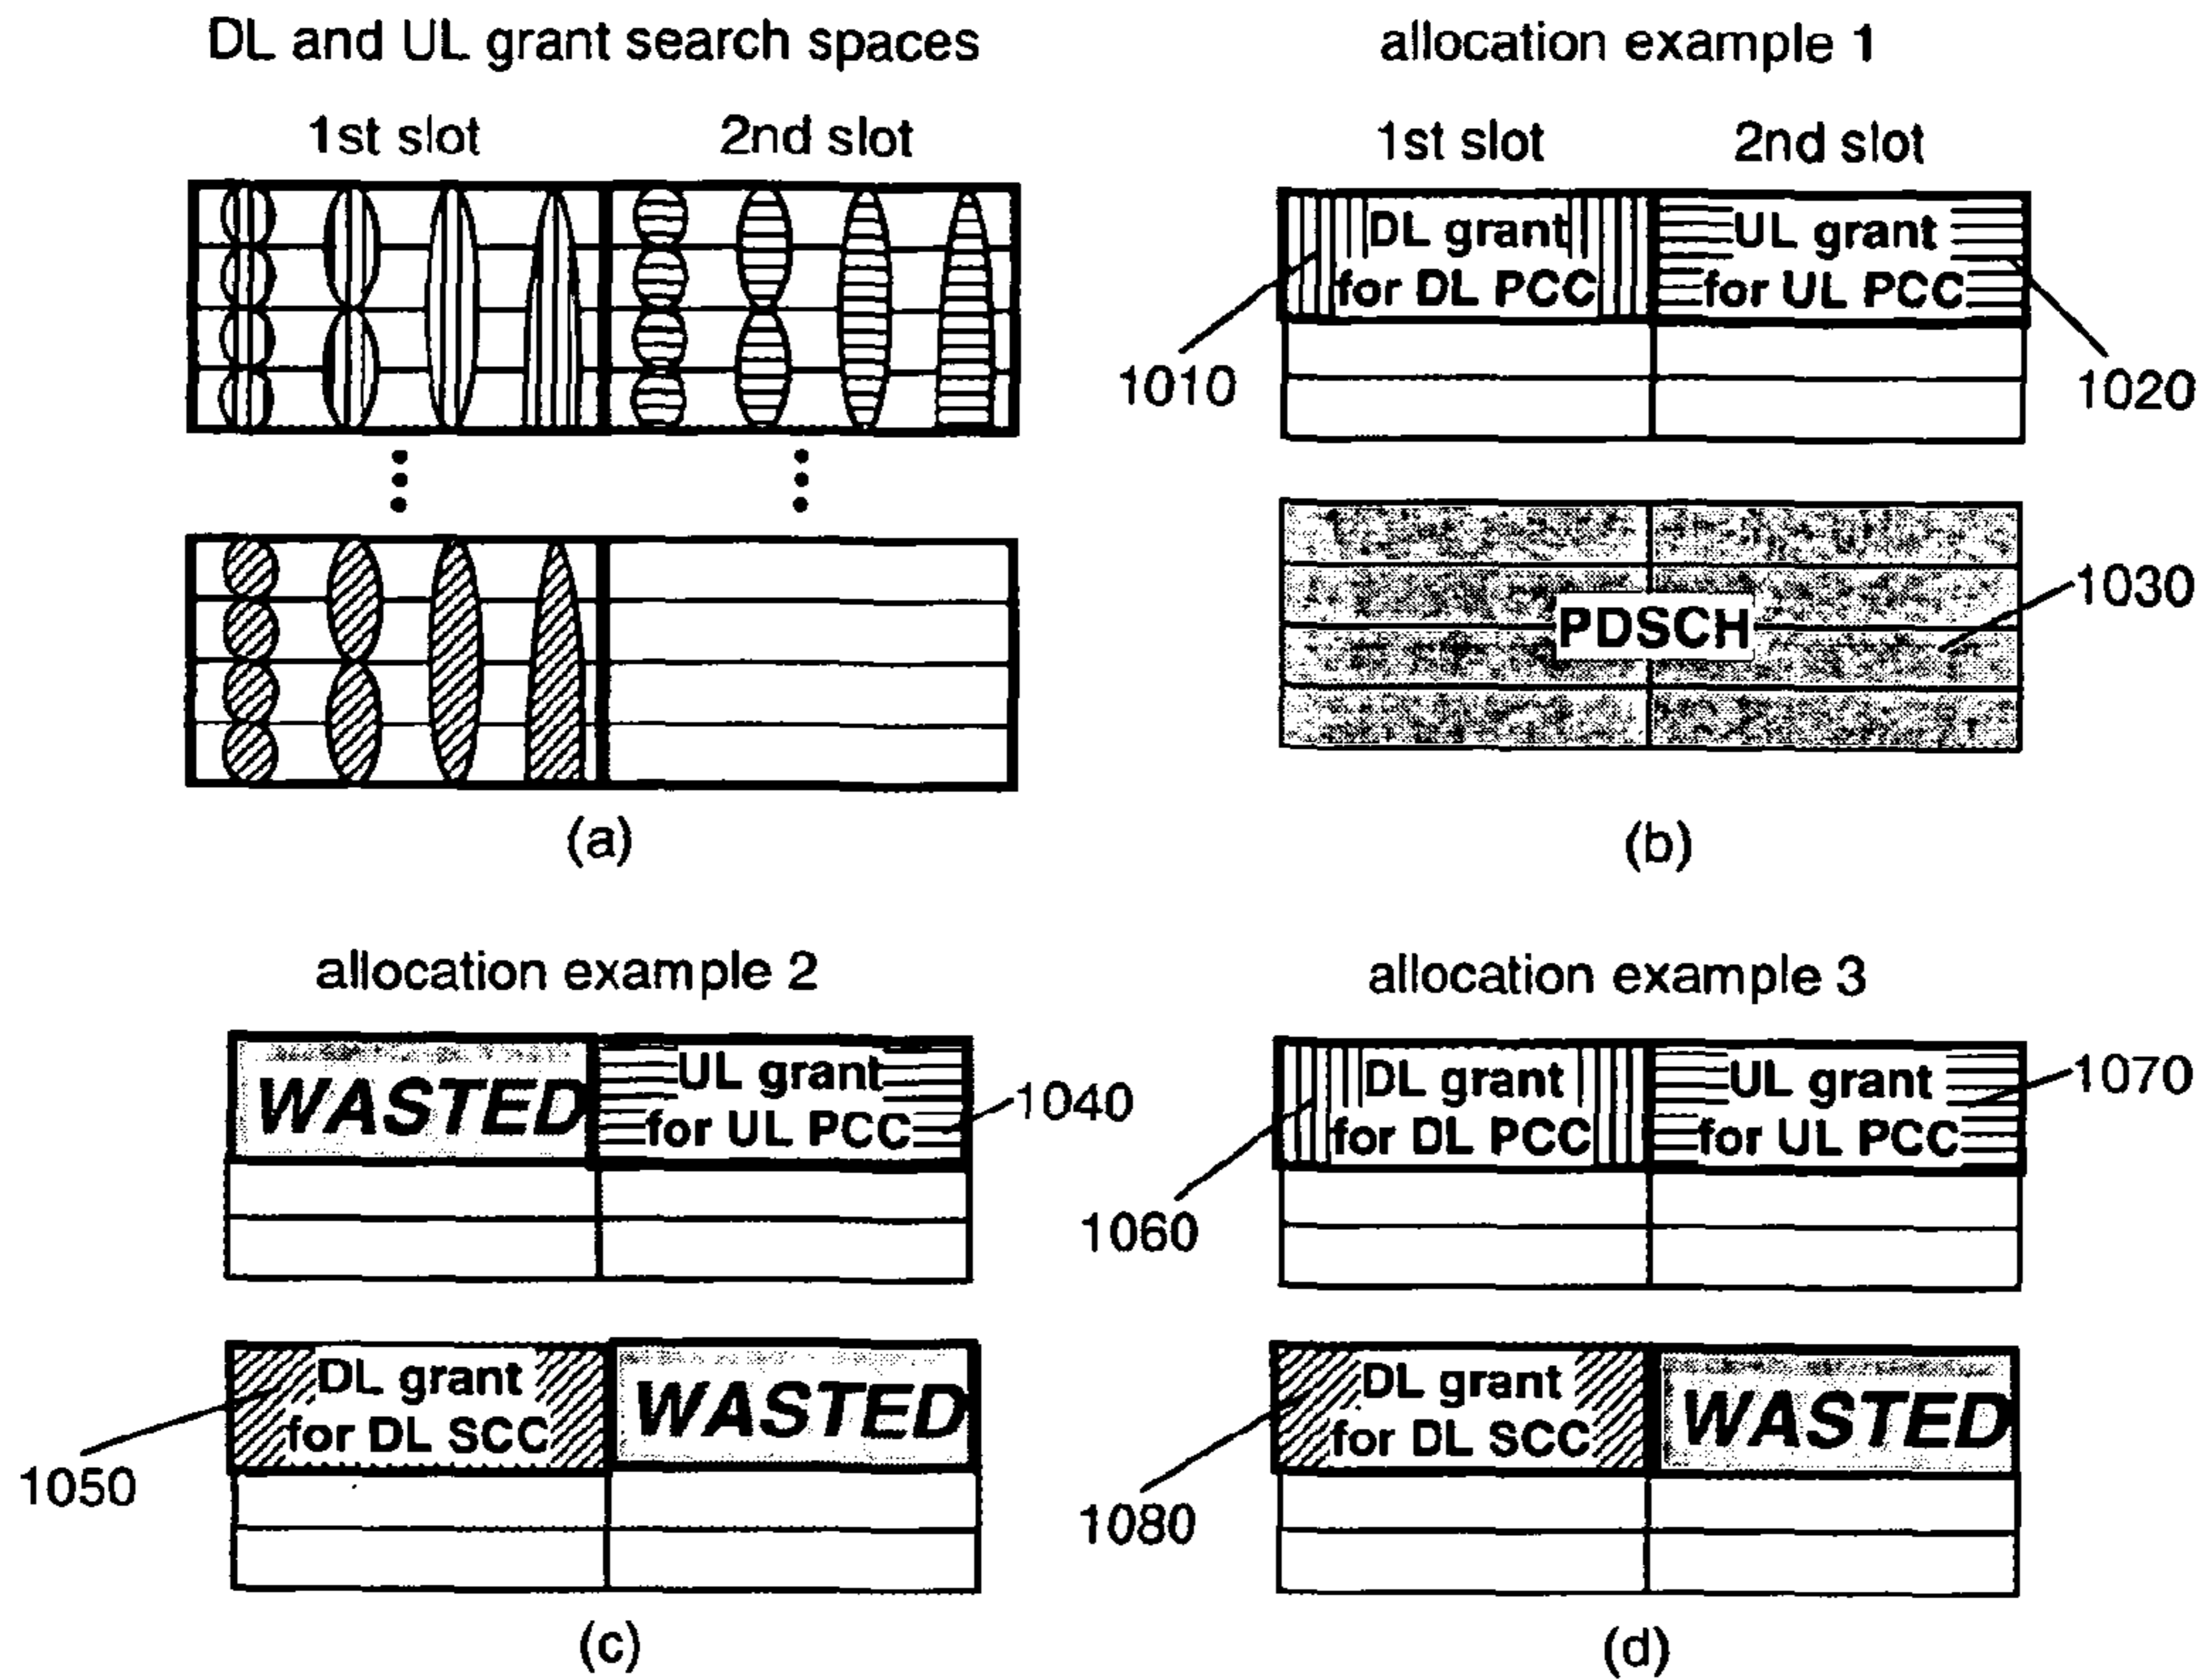 DL and UL grant search spaces
1st slot
2nd slot
(a)
allocation example 1
1st slot
2nd slot
DL grant
for DL PCC
UL grant
for UL PCC
1010
1020
PDSCH
1030
(b)
allocation example 2
WASTED
UL grant
for UL PCC
1040
DL grant
for DL SCC
WASTED
1050
(c)
allocation example 3
DL grant
for DL PCC
UL grant
for UL PCC
1070
1060
DL grant
for DL SCC
WASTED
1080
(d)